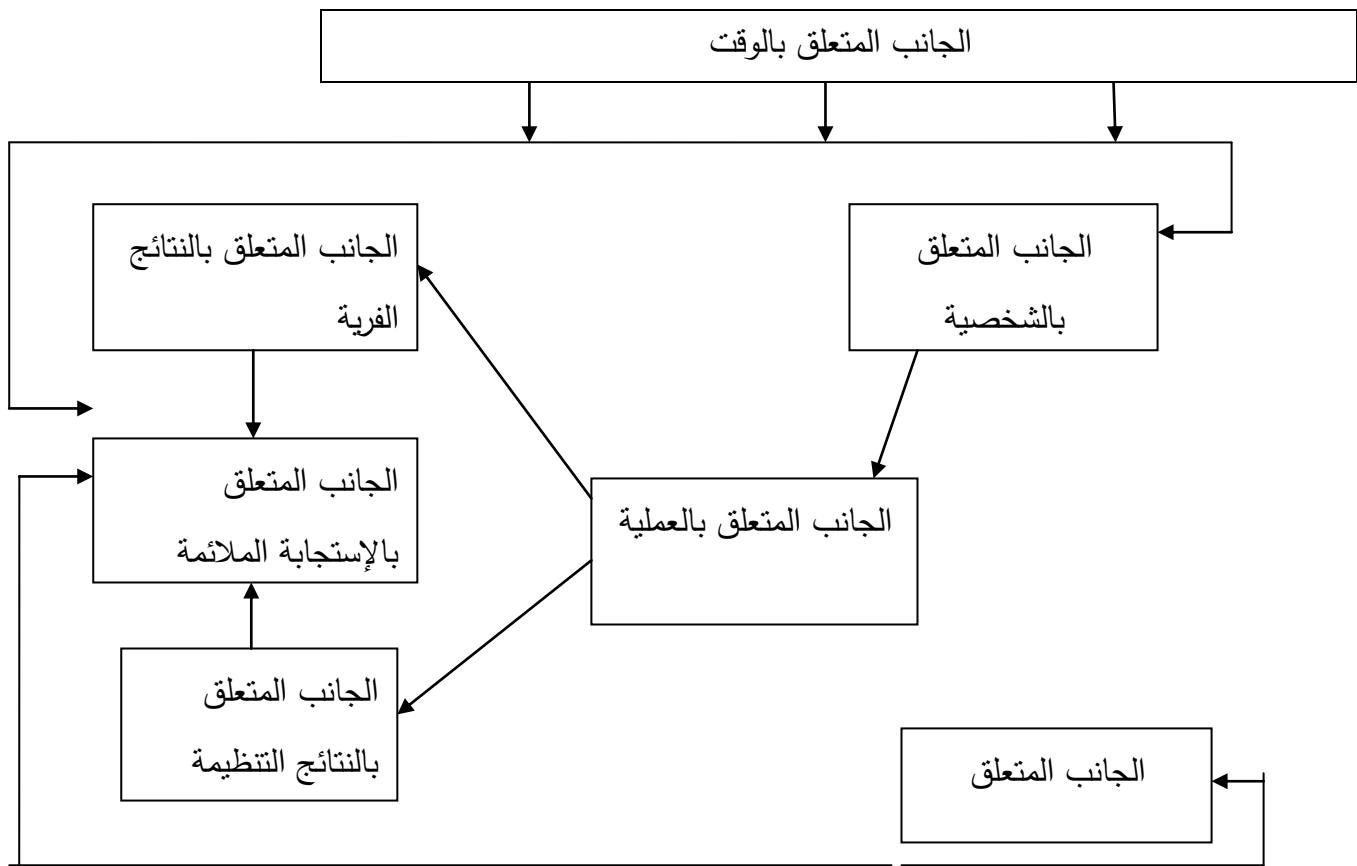 الجانب المتعلق بالوقت
الجانب المتعلق
بالشخصية
الجانب المتعلق بالنتائج
الفرية
الجانب المتعلق
بالإستجابة الملائمة
الجانب المتعلق بالعملية
الجانب المتعلق
بالنتائج التنظيمة
الجانب المتعلق